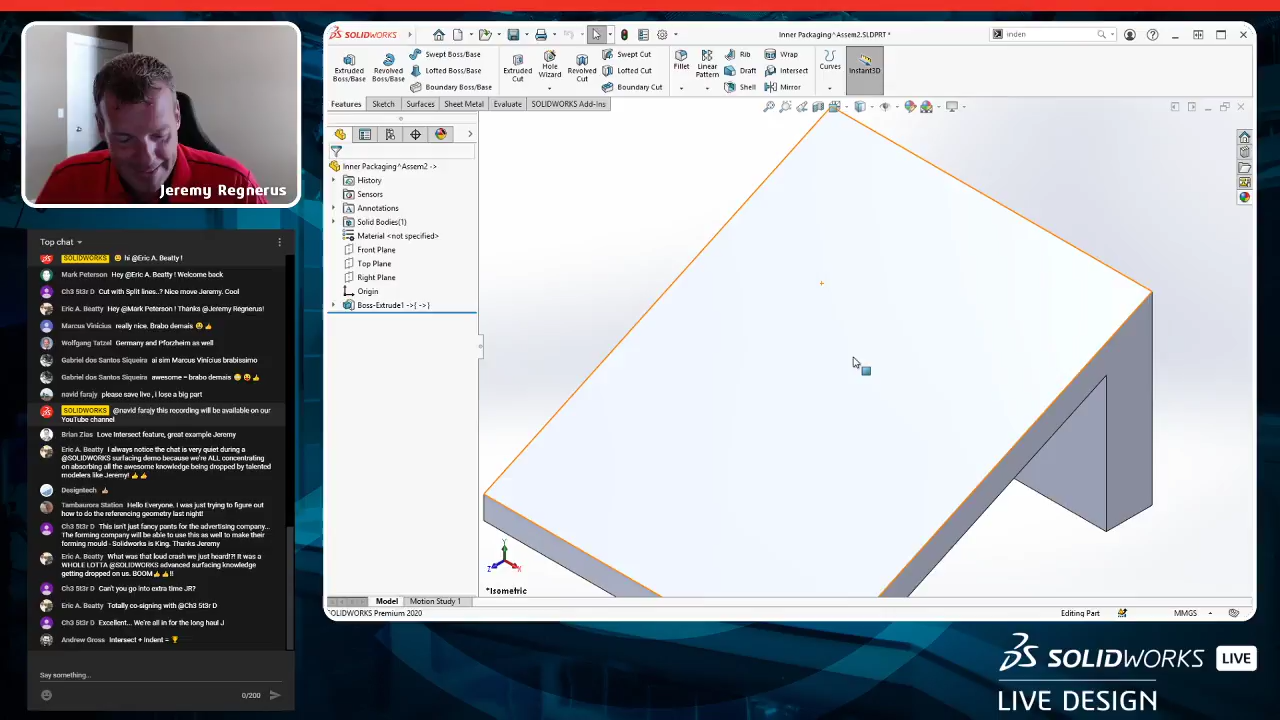 Jeremy Regnerus
Top chat
SOLIDWORKS hi @Eric A. Beatty !
Mark Peterson Hey @Eric A. Beatty ! Welcome back
Ch3 5t3r D Cut with Split lines..? Nice move Jeremy. Cool
Eric A. Beatty Hey @Mark Peterson ! Thanks @Jeremy Regnerus!
Marcus Vinicius really nice. Brabo demais
Wolfgang Tatzel Germany and Pforzheim as well
Gabriel dos Santos Siqueira ai sim Marcus Vinicius brabissimo
Gabriel dos Santos Siqueira awesome = brabo demais
navid farajy please save live , i lose a big part
SOLIDWORKS @navid farajy this recording will be available on our
YouTube channel
Brian Zias Love Intersect feature, great example Jeremy
Eric A. Beatty I always notice the chat is very quiet during a
@SOLIDWORKS surfacing demo because we're ALL concentrating
on absorbing all the awesome knowledge being dropped by talented
modelers like Jeremy!
Designtech
Tambaurora Station Hello Everyone. I was just trying to figure out
how to do the referencing geometry last night!
Ch3 5t3r D This Isn't just fancy pants for the advertising company...
The forming company will be able to use this as well to make their
forming mould - Solidworks is King. Thanks Jeremy
Eric A. Beatty What was that loud crash we just heard!?! It was a
WHOLE LOTTA @SOLIDWORKS advanced surfacing knowledge
getting dropped on us. BOOM !!
Ch3 5t3r D Can't you go into extra time JR?
Eric A. Beatty Totally co-signing with @Ch3 5t3r D
Ch3 5t3r D Excellent... We're all in for the long haul J
Andrew Gross Intersect + Indent =
Say something...
0/200
SOLIDWORKS
Inner Packaging^Assem2.SLDPRT *
inden
Extruded Boss/Base
Revolved Boss/Base
Swept Boss/Base
Lofted Boss/Base
Boundary Boss/Base
Extruded Cut
Hole Wizard
Revolved Cut
Swept Cut
Lofted Cut
Boundary Cut
Fillet
Linear Pattern
Rib
Draft
Shell
Wrap
Intersect
Mirror
Curves
Instant3D
Features Sketch Surfaces Sheet Metal Evaluate SOLIDWORKS Add-Ins
Inner Packaging^Assem2 ->
History
Sensors
Annotations
Solid Bodies(1)
Material <not specified>
Front Plane
Top Plane
Right Plane
Origin
Boss-Extrude1 ->{ ->}
Y
Z
X
*Isometric
Model Motion Study 1
SOLIDWORKS Premium 2020
Editing Part
MMGS
SOLIDWORKS LIVE
LIVE DESIGN